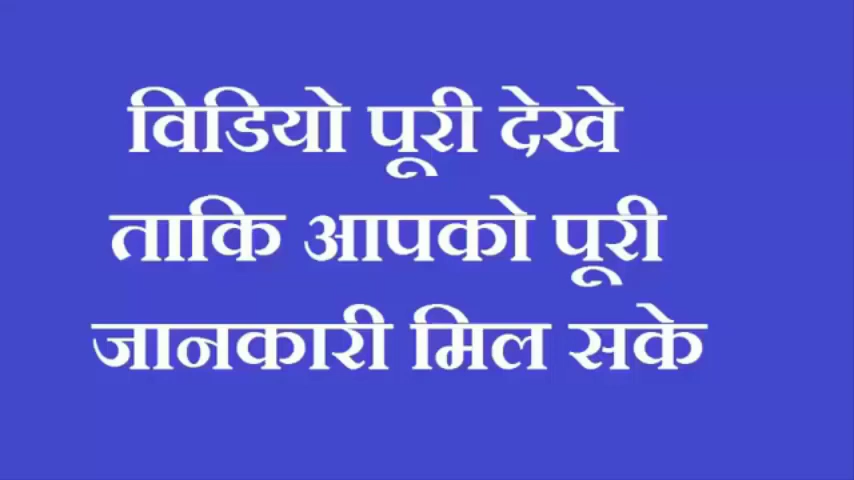 विडियो पूरी देखे
ताकि आपको पूरी
जानकारी मिल सके